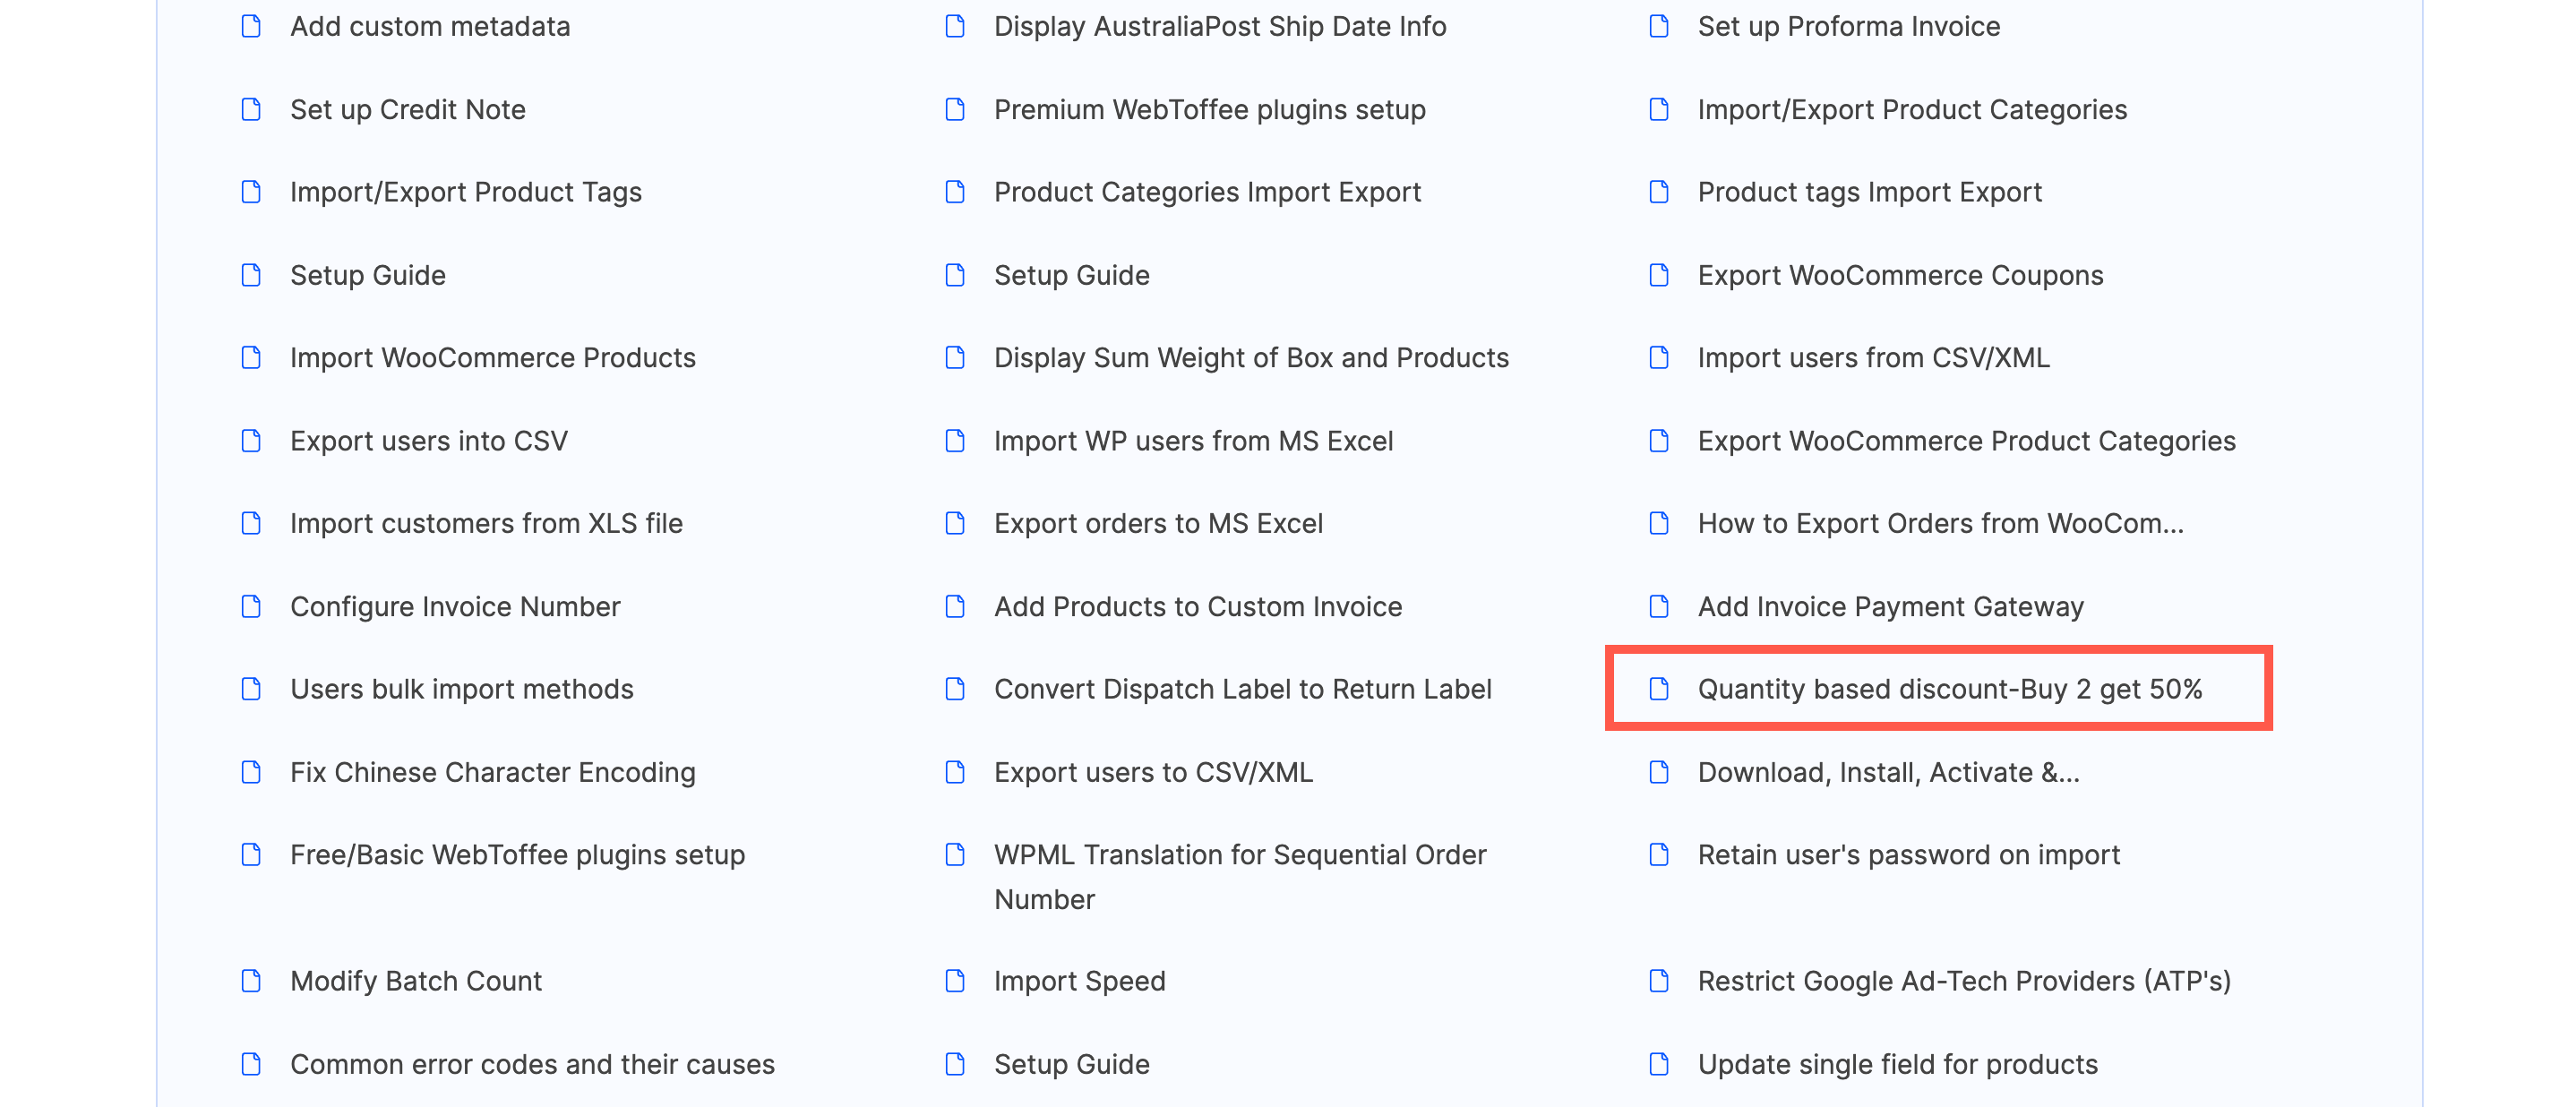 Add custom metadata
Display AustraliaPost Ship Date Info
Set up Proforma Invoice
Set up Credit Note
Premium WebToffee plugins setup
Import/Export Product Categories
Import/Export Product Tags
Product Categories Import Export
Product tags Import Export
Setup Guide
Setup Guide
Export WooCommerce Coupons
Import WooCommerce Products
Display Sum Weight of Box and Products
Import users from CSV/XML
Export users into CSV
Import WP users from MS Excel
Export WooCommerce Product Categories
Import customers from XLS file
Export orders to MS Excel
How to Export Orders from WooCom...
Configure Invoice Number
Add Products to Custom Invoice
Add Invoice Payment Gateway
Users bulk import methods
Convert Dispatch Label to Return Label
Quantity based discount-Buy 2 get 50%
Fix Chinese Character Encoding
Export users to CSV/XML
Download, Install, Activate &...
Free/Basic WebToffee plugins setup
WPML Translation for Sequential Order
Number
Retain user's password on import
Modify Batch Count
Import Speed
Restrict Google Ad-Tech Providers (ATP's)
Common error codes and their causes
Setup Guide
Update single field for products